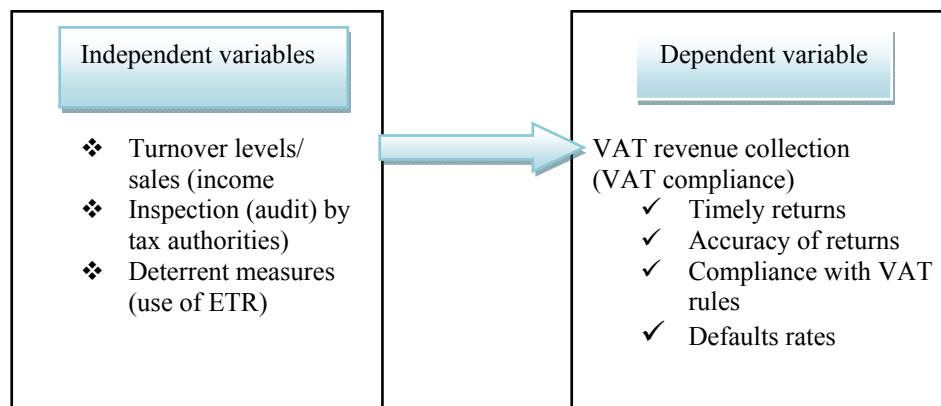 Independent variables
❖ Turnover levels/
sales (income
❖ Inspection (audit) by
tax authorities)
❖ Deterrent measures
(use of ETR)
Dependent variable
VAT revenue collection
(VAT compliance)
✓ Timely returns
✓ Accuracy of returns
✓ Compliance with VAT
rules
✓ Defaults rates